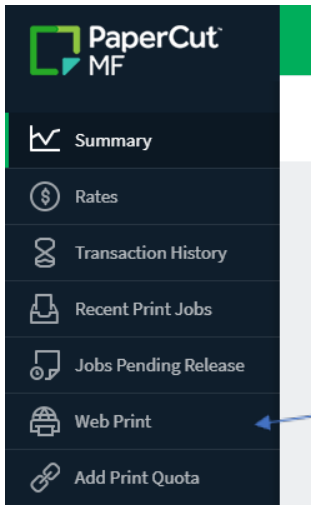 PaperCut
MF
Summary
Rates
Transaction History
Recent Print Jobs
Jobs Pending Release
Web Print
Add Print Quota